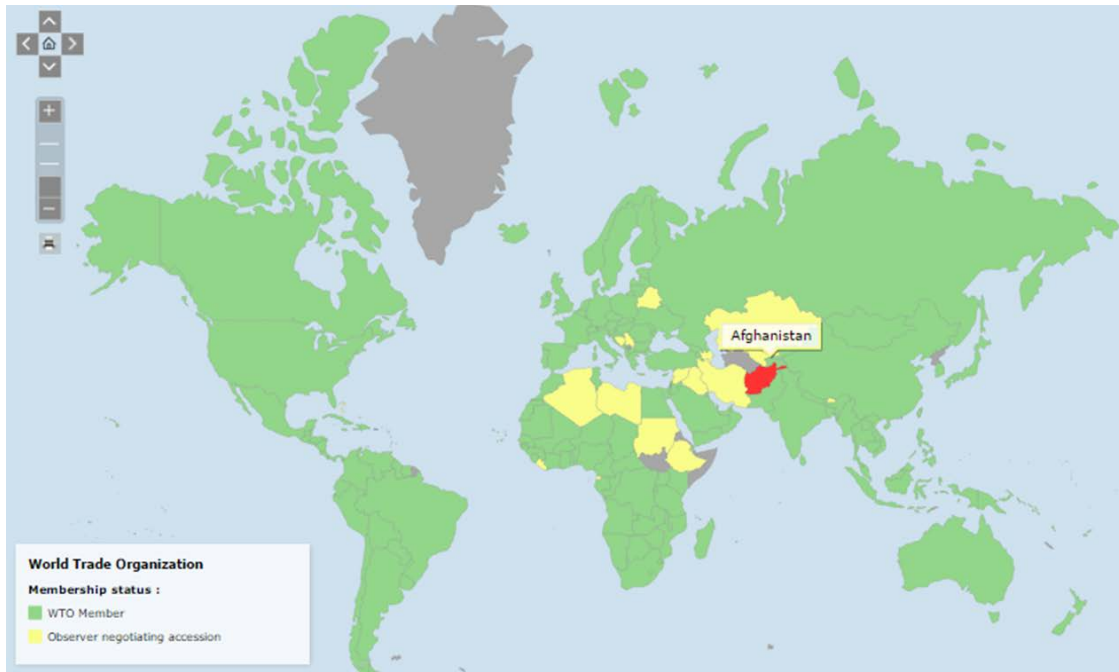 Afghanistan
World Trade Organization
Membership status :
WTO Member
Observer negotiating accession